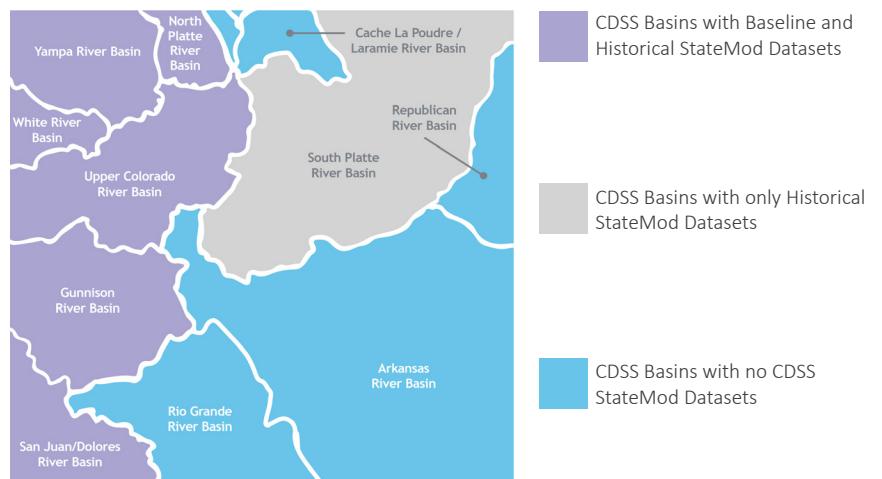 Yampa River Basin
North
Platte
River
Basin
Cache La Poudre /
Laramie River Basin
White River
Basin
Republican
River Basin
South Platte
River Basin
Upper Colorado
River Basin
Gunnison
River Basin
Arkansas
River Basin
Rio Grande
River Basin
San Juan/Dolores
River Basin
CDSS Basins with Baseline and
Historical StateMod Datasets
CDSS Basins with only Historical
StateMod Datasets
CDSS Basins with no CDSS
StateMod Datasets